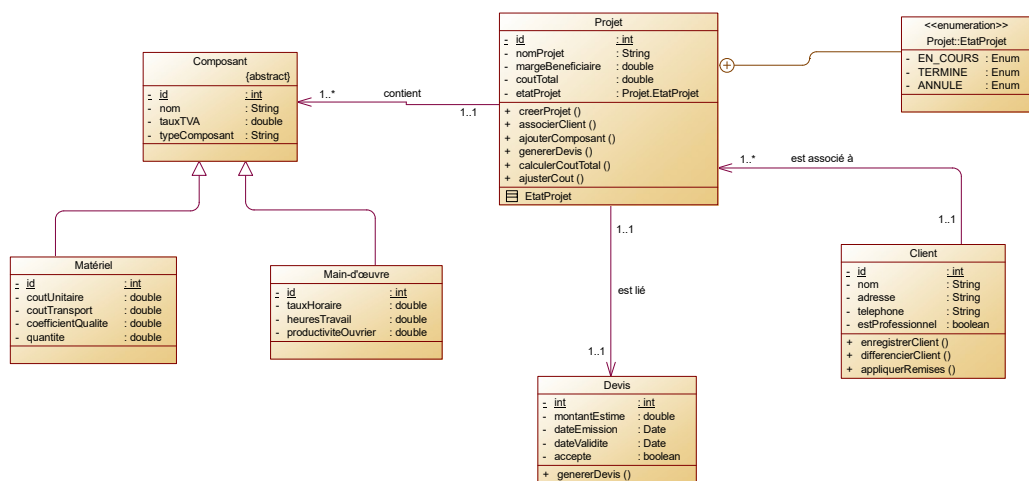 Projet
- id : int
- nomProjet : String
- margeBeneficiaire : double
- coutTotal : double
- etatProjet : Projet.EtatProjet
+ creerProjet ()
+ associerClient ()
+ ajouterComposant ()
+ genererDevis ()
+ calculerCoutTotal ()
+ ajusterCout ()
EtatProjet
<<enumeration>>
Projet::EtatProjet
- EN_COURS : Enum
- TERMINE : Enum
- ANNULE : Enum
Composant
{abstract}
- id : int
- nom : String
- tauxTVA : double
- typeComposant : String
1..*
contient
1..1
1..*
est associé à
1..1
1..1
est lié
1..1
Matériel
- id : int
- coutUnitaire : double
- coutTransport : double
- coefficientQualite : double
- quantite : double
Main-d'œuvre
- id : int
- tauxHoraire : double
- heuresTravail : double
- productiviteOuvrier : double
Client
- id : int
- nom : String
- adresse : String
- telephone : String
- estProfessionnel : boolean
+ enregistrerClient ()
+ differencierClient ()
+ appliquerRemises ()
Devis
- int : int
- montantEstime : double
- dateEmission : Date
- dateValidite : Date
- accepte : boolean
+ genererDevis ()